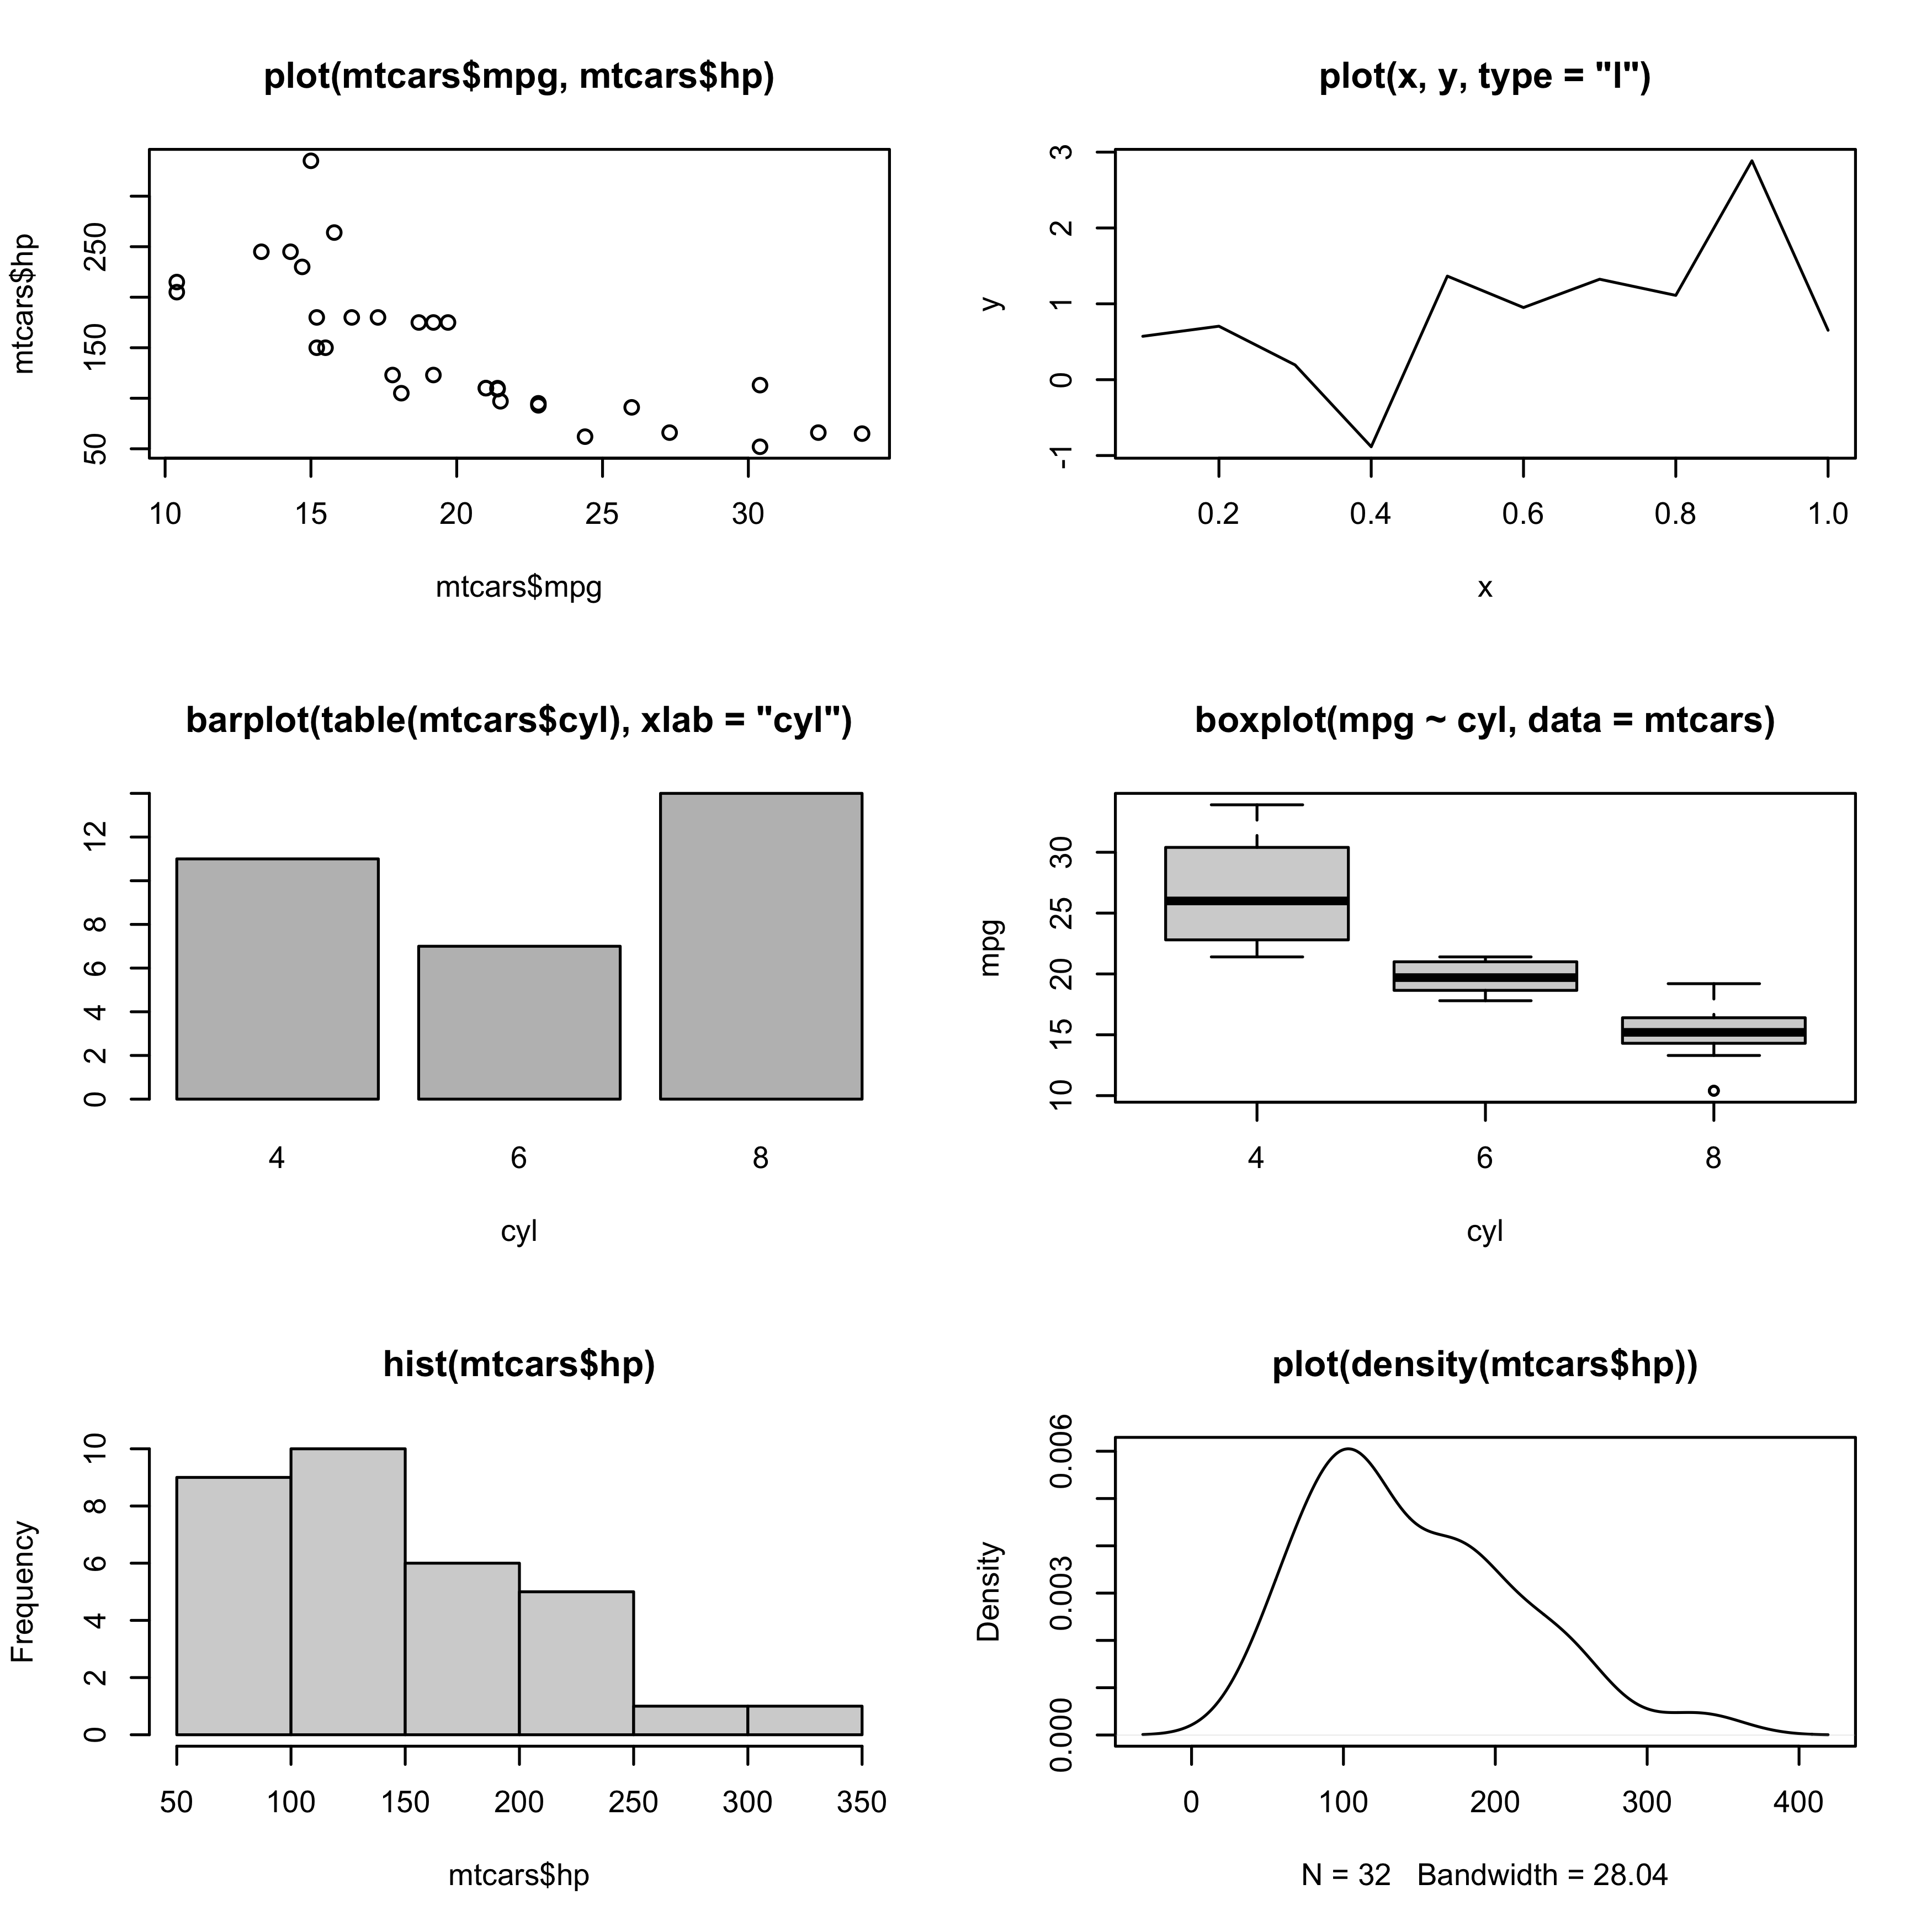 plot(mtcars$mpg, mtcars$hp)
mtcars$hp
50 150 250
10 15 20 25 30
mtcars$mpg
plot(x, y, type = "l")
y
-1 0 1 2 3
0.2 0.4 0.6 0.8 1.0
x
barplot(table(mtcars$cyl), xlab = "cyl")
0 2 4 6 8 12
4 6 8
cyl
boxplot(mpg ~ cyl, data = mtcars)
mpg
10 15 20 25 30
4 6 8
cyl
hist(mtcars$hp)
Frequency
0 2 4 6 8 10
50 100 150 200 250 300 350
mtcars$hp
plot(density(mtcars$hp))
Density
0.000 0.003 0.006
0 100 200 300 400
N = 32 Bandwidth = 28.04